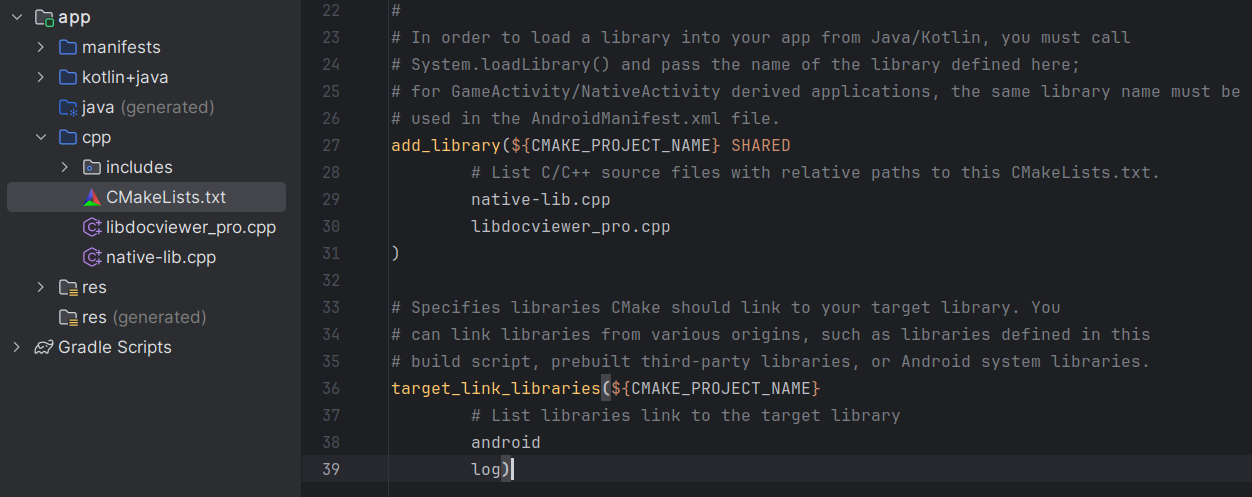 app
manifests
kotlin+java
java (generated)
cpp
includes
CMakeLists.txt
libdocviewer_pro.cpp
native-lib.cpp
res
res (generated)
Gradle Scripts
22 #
23 # In order to load a library into your app from Java/Kotlin, you must call
24 # System.loadLibrary() and pass the name of the library defined here;
25 # for GameActivity/NativeActivity derived applications, the same library name must be
26 # used in the AndroidManifest.xml file.
27 add_library(${CMAKE_PROJECT_NAME} SHARED
28 # List C/C++ source files with relative paths to this CMakeLists.txt.
29 native-lib.cpp
30 libdocviewer_pro.cpp
31 )
32
33 # Specifies libraries CMake should link to your target library. You
34 # can link libraries from various origins, such as libraries defined in this
35 # build script, prebuilt third-party libraries, or Android system libraries.
36 target_link_libraries(${CMAKE_PROJECT_NAME}
37 # List libraries link to the target library
38 android
39 log)